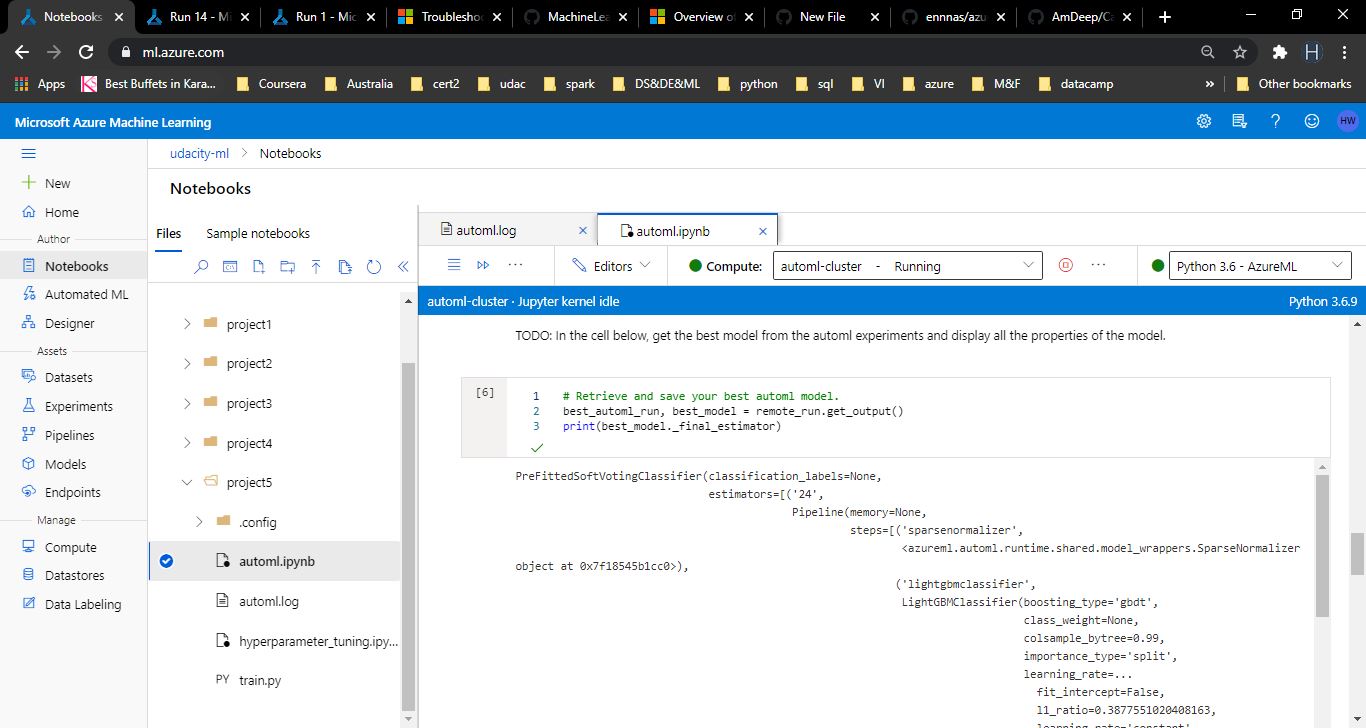 Notebooks
Run 14 - Mi
Run 1 - Mic
Troublesho
MachineLea
Overview of
New File
ennnas/azu
AmDeep/Ca
ml.azure.com
H
Apps
Best Buffets in Kara...
Coursera
Australia
cert2
udac
spark
DS&DE&ML
python
sql
VI
azure
M&F
datacamp
»
Other bookmarks
Microsoft Azure Machine Learning
HW
udacity-ml > Notebooks
Notebooks
New
Home
Author
Notebooks
Automated ML
Designer
Assets
Datasets
Experiments
Pipelines
Models
Endpoints
Manage
Compute
Datastores
Data Labeling
Files
Sample notebooks
project1
project2
project3
project4
project5
.config
automl.ipynb
automl.log
hyperparameter_tuning.ipy...
PY train.py
automl.log
automl.ipynb
Editors
Compute:
automl-cluster - Running
Python 3.6 - AzureML
automl-cluster · Jupyter kernel idle
Python 3.6.9
TODO: In the cell below, get the best model from the automl experiments and display all the properties of the model.
[6]
1 # Retrieve and save your best automl model.
2 best_automl_run, best_model = remote_run.get_output()
3 print(best_model._final_estimator)
PreFittedSoftVotingClassifier(classification_labels=None,
estimators=[('24',
Pipeline(memory=None,
steps=[('sparsenormalizer',
<azureml.automl.runtime.shared.model_wrappers.SparseNormalizer
object at 0x7f18545b1cc0>),
('lightgbmclassifier',
LightGBMClassifier(boosting_type='gbdt',
class_weight=None,
colsample_bytree=0.99,
importance_type='split',
learning_rate=...
fit_intercept=False,
l1_ratio=0.3877551020408163,
learning_rate='constant'